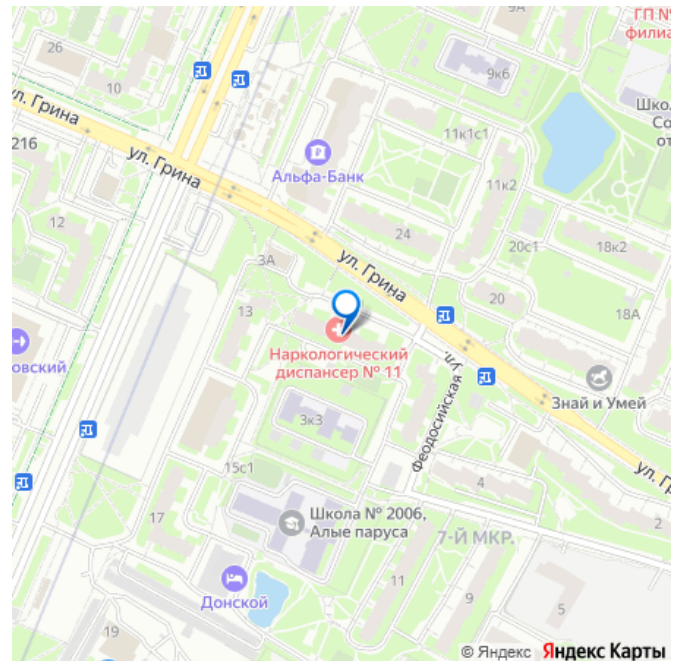 ГП №
филиа
9А
26
10
9к6
Шко
Со
от
ул. Грина
216
11к1с1
ул. Грина
Альфа-Банк
11к2
12
24
20с1
18к2
3А
ул. Грина
20
18А
13
Наркологический
диспансер № 11
овский
Феодосийская ул.
Знай и Умей
3к3
ул. Гр
15с1
4
17
Школа № 2006,
Алые паруса
2
7-Й МКР.
11
9
5
Донской
19
© Яндекс Яндекс Карты